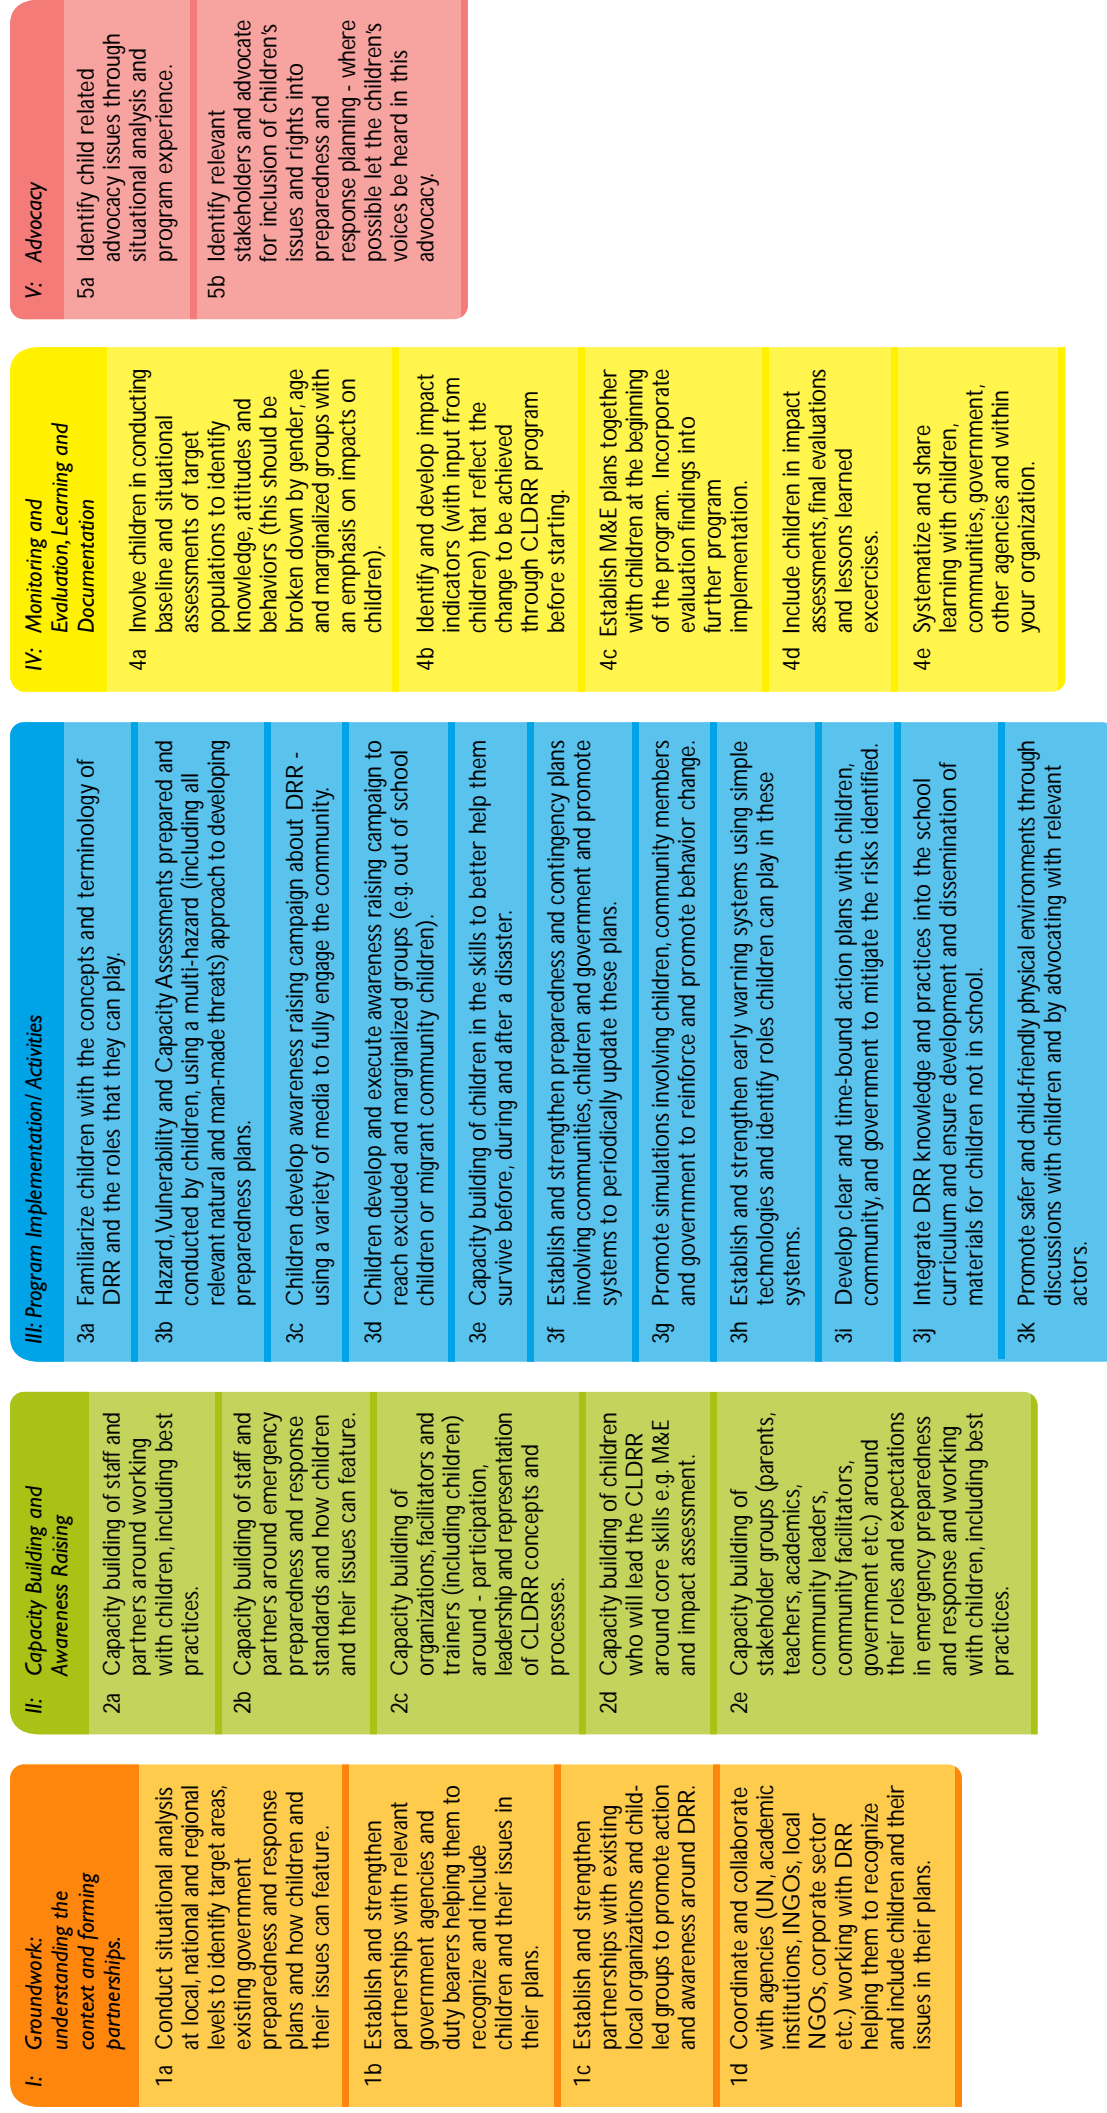 I: Groundwork:
understanding the
context and forming
partnerships.
1a Conduct situational analysis
at local, national and regional
levels to identify target areas,
existing government
preparedness and response
plans and how children and
their issues can feature.
1b Establish and strengthen
partnerships with relevant
government agencies and
duty bearers helping them to
recognize and include
children and their issues in
their plans.
1c Establish and strengthen
partnerships with existing
local organizations and child-
led groups to promote action
and awareness around DRR.
1d Coordinate and collaborate
with agencies (UN, academic
institutions, INGOs, local
NGOs, corporate sector
etc.) working with DRR
helping them to recognize
and include children and their
issues in their plans.
II: Capacity Building and
Awareness Raising
2a Capacity building of staff and
partners around working
with children, including best
practices.
2b Capacity building of staff and
partners around emergency
preparedness and response
standards and how children
and their issues can feature.
2c Capacity building of
organizations, facilitators and
trainers (including children)
around - participation,
leadership and representation
of CLDRR concepts and
processes.
2d Capacity building of children
who will lead the CLDRR
around core skills e.g. M&E
and impact assessment.
2e Capacity building of
stakeholder groups (parents,
teachers, academics,
community leaders,
community facilitators,
government etc.) around
their roles and expectations
in emergency preparedness
and response and working
with children, including best
practices.
III: Program Implementation/ Activities
3a Familiarize children with the concepts and terminology of
DRR and the roles that they can play.
3b Hazard, Vulnerability and Capacity Assessments prepared and
conducted by children, using a multi-hazard (including all
relevant natural and man-made threats) approach to developing
preparedness plans.
3c Children develop awareness raising campaign about DRR -
using a variety of media to fully engage the community.
3d Children develop and execute awareness raising campaign to
reach excluded and marginalized groups (e.g. out of school
children or migrant community children).
3e Capacity building of children in the skills to better help them
survive before, during and after a disaster.
3f Establish and strengthen preparedness and contingency plans
involving communities, children and government and promote
systems to periodically update these plans.
3g Promote simulations involving children, community members
and government to reinforce and promote behavior change.
3h Establish and strengthen early warning systems using simple
technologies and identify roles children can play in these
systems.
3i Develop clear and time-bound action plans with children,
community, and government to mitigate the risks identified.
3j Integrate DRR knowledge and practices into the school
curriculum and ensure development and dissemination of
materials for children not in school.
3k Promote safer and child-friendly physical environments through
discussions with children and by advocating with relevant
actors.
IV: Monitoring and
Evaluation, Learning and
Documentation
4a Involve children in conducting
baseline and situational
assessments of target
populations to identify
knowledge, attitudes and
behaviors (this should be
broken down by gender, age
and marginalized groups with
an emphasis on impacts on
children).
4b Identify and develop impact
indicators (with input from
children) that reflect the
change to be achieved
through CLDRR program
before starting.
4c Establish M&E plans together
with children at the beginning
of the program. Incorporate
evaluation findings into
further program
implementation.
4d Include children in impact
assessments, final evaluations
and lessons learned
excercises.
4e Systematize and share
learning with children,
communities, government,
other agencies and within
your organization.
V: Advocacy
5a Identify child related
advocacy issues through
situational analysis and
program experience.
5b Identify relevant
stakeholders and advocate
for inclusion of children's
issues and rights into
preparedness and
response planning - where
possible let the children's
voices be heard in this
advocacy.